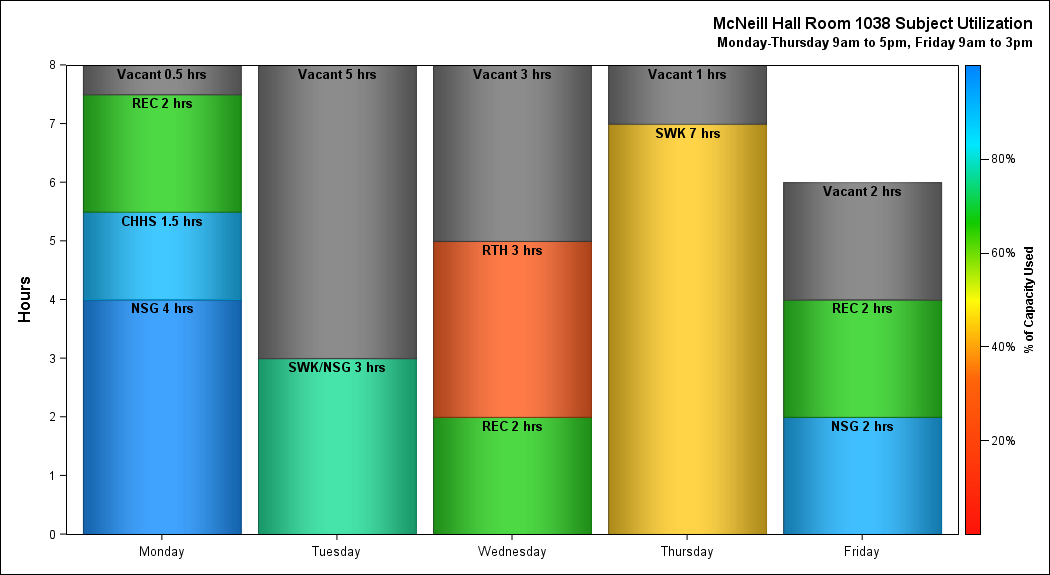 McNeill Hall Room 1038 Subject Utilization
Monday-Thursday 9am to 5pm, Friday 9am to 3pm
Hours
8
7
6
5
4
3
2
1
0
Vacant 0.5 hrs
REC 2 hrs
CHHS 1.5 hrs
NSG 4 hrs
Vacant 5 hrs
SWK/NSG 3 hrs
Vacant 3 hrs
RTH 3 hrs
REC 2 hrs
Vacant 1 hrs
SWK 7 hrs
Vacant 2 hrs
REC 2 hrs
NSG 2 hrs
Monday
Tuesday
Wednesday
Thursday
Friday
80%
60%
40%
20%
% of Capacity Used